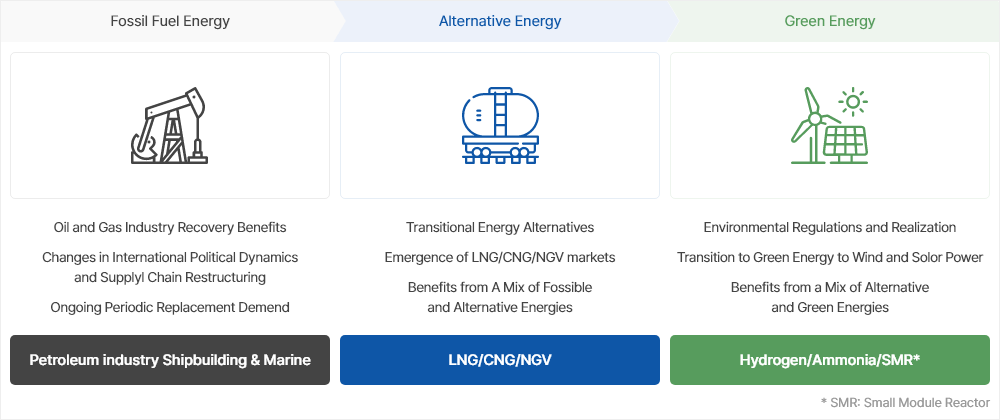 Fossil Fuel Energy
Alternative Energy
Green Energy
Oil and Gas Industry Recovery Benefits
Changes in International Political Dynamics
and Supplyl Chain Restructuring
Ongoing Periodic Replacement Demend
Petroleum industry Shipbuilding & Marine
Transitional Energy Alternatives
Emergence of LNG/CNG/NGV markets
Benefits from A Mix of Fossible
and Alternative Energies
LNG/CNG/NGV
Environmental Regulations and Realization
Transition to Green Energy to Wind and Solor Power
Benefits from a Mix of Alternative
and Green Energies
Hydrogen/Ammonia/SMR*
* SMR: Small Module Reactor